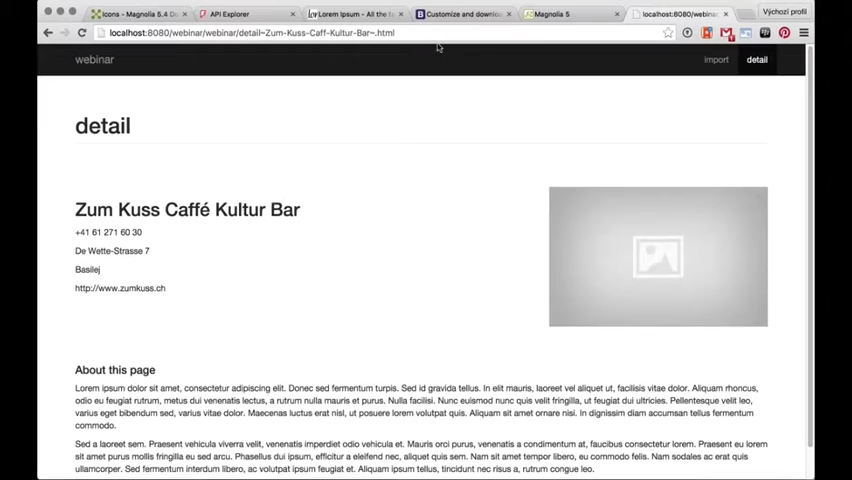 Icons - Magnolia 5.4 Do
API Explorer
Lorem Ipsum - All the fa
Customize and downloa
Magnolia 5
localhost:8080/webinar
Výchozí profil
localhost:8080/webinar/webinar/detail~Zum-Kuss-Caff-Kultur-Bar~.html
webinar
import
detail
detail
Zum Kuss Caffé Kultur Bar
+41 61 271 60 30
De Wette-Strasse 7
Basilej
http://www.zumkuss.ch
About this page
Lorem ipsum dolor sit amet, consectetur adipiscing elit. Donec sed fermentum turpis. Sed id gravida tellus. In elit mauris, laoreet vel aliquet ut, facilisis vitae dolor. Aliquam rhoncus,
odio eu feugiat rutrum, metus dui venenatis lectus, a rutrum nulla mauris et purus. Nulla facilisi. Nunc euismod nunc quis velit fringilla, ut feugiat dui ultricies. Pellentesque velit leo,
varius eget bibendum sed, varius vitae dolor. Maecenas luctus erat nisl, ut posuere lorem volutpat quis. Aliquam sit amet ornare nisi. In dignissim diam accumsan tellus fermentum
commodo.
Sed a laoreet sem. Praesent vehicula viverra velit, venenatis imperdiet odio vehicula et. Mauris orci purus, venenatis a condimentum at, faucibus consectetur lorem. Praesent eu lorem
sit amet purus mollis fringilla eu sed arcu. Phasellus dui ipsum, efficitur a eleifend nec, aliquet quis mauris. Nam sit amet tempor libero, eu commodo felis. Nam sodales ac erat quis
ullamcorper. Sed fermentum interdum libero, ac volutpat ipsum feugiat et. Aliquam ipsum tellus, tincidunt nec risus a, rutrum congue leo.